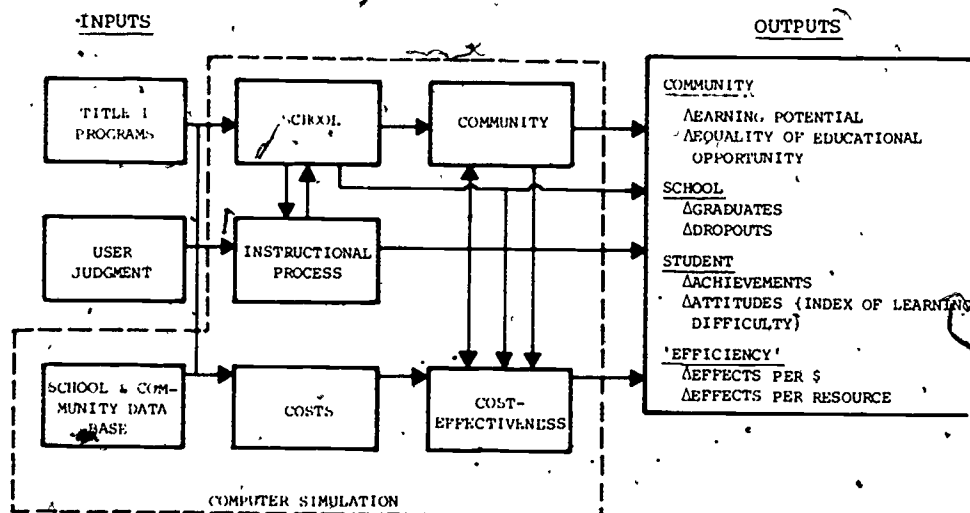 INPUTS
OUTPUTS
TITLE I
PROGRAMS
SCHOOL
COMMUNITY
USER
JUDGMENT
INSTRUCTIONAL
PROCESS
SCHOOL & COM-
MUNITY DATA
BASE
COSTS
COST-
EFFECTIVENESS
COMPUTER SIMULATION
COMMUNITY
ΔEARNING POTENTIAL
ΔEQUALITY OF EDUCATIONAL
OPPORTUNITY
SCHOOL
ΔGRADUATES
ΔDROPOUTS
STUDENT
ΔACHIEVEMENTS
ΔATTITUDES (INDEX OF LEARNING
DIFFICULTY)
'EFFICIENCY'
ΔEFFECTS PER $
ΔEFFECTS PER RESOURCE